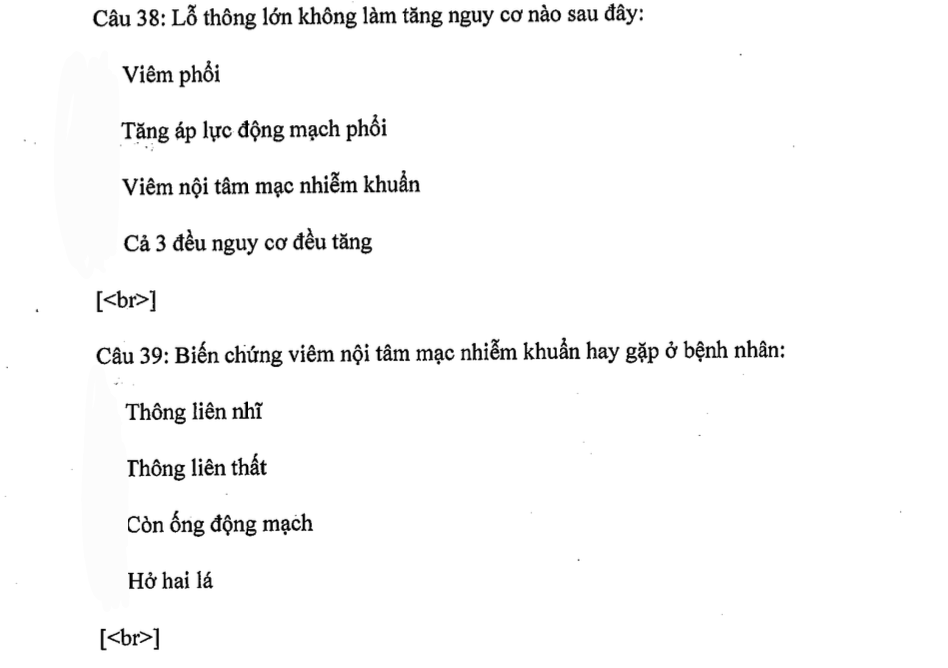 Câu 38: Lỗ thông lớn không làm tăng nguy cơ nào sau đây:
Viêm phổi
Tăng áp lực động mạch phổi
Viêm nội tâm mạc nhiễm khuẩn
Cả 3 đều nguy cơ đều tăng
[<br>]
Câu 39: Biến chứng viêm nội tâm mạc nhiễm khuẩn hay gặp ở bệnh nhân:
Thông liên nhĩ
Thông liên thất
Còn ống động mạch
Hở hai lá
[<br>]